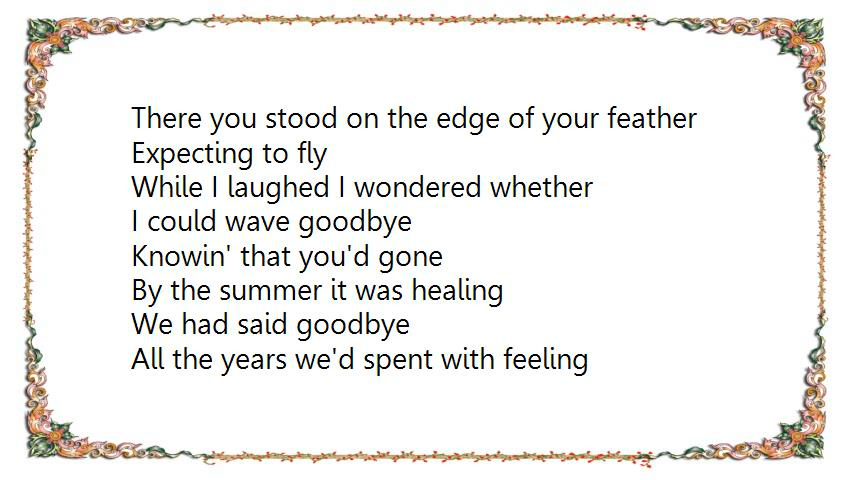 There you stood on the edge of your feather
Expecting to fly
While I laughed I wondered whether
I could wave goodbye
Knowin' that you'd gone
By the summer it was healing
We had said goodbye
All the years we'd spent with feeling